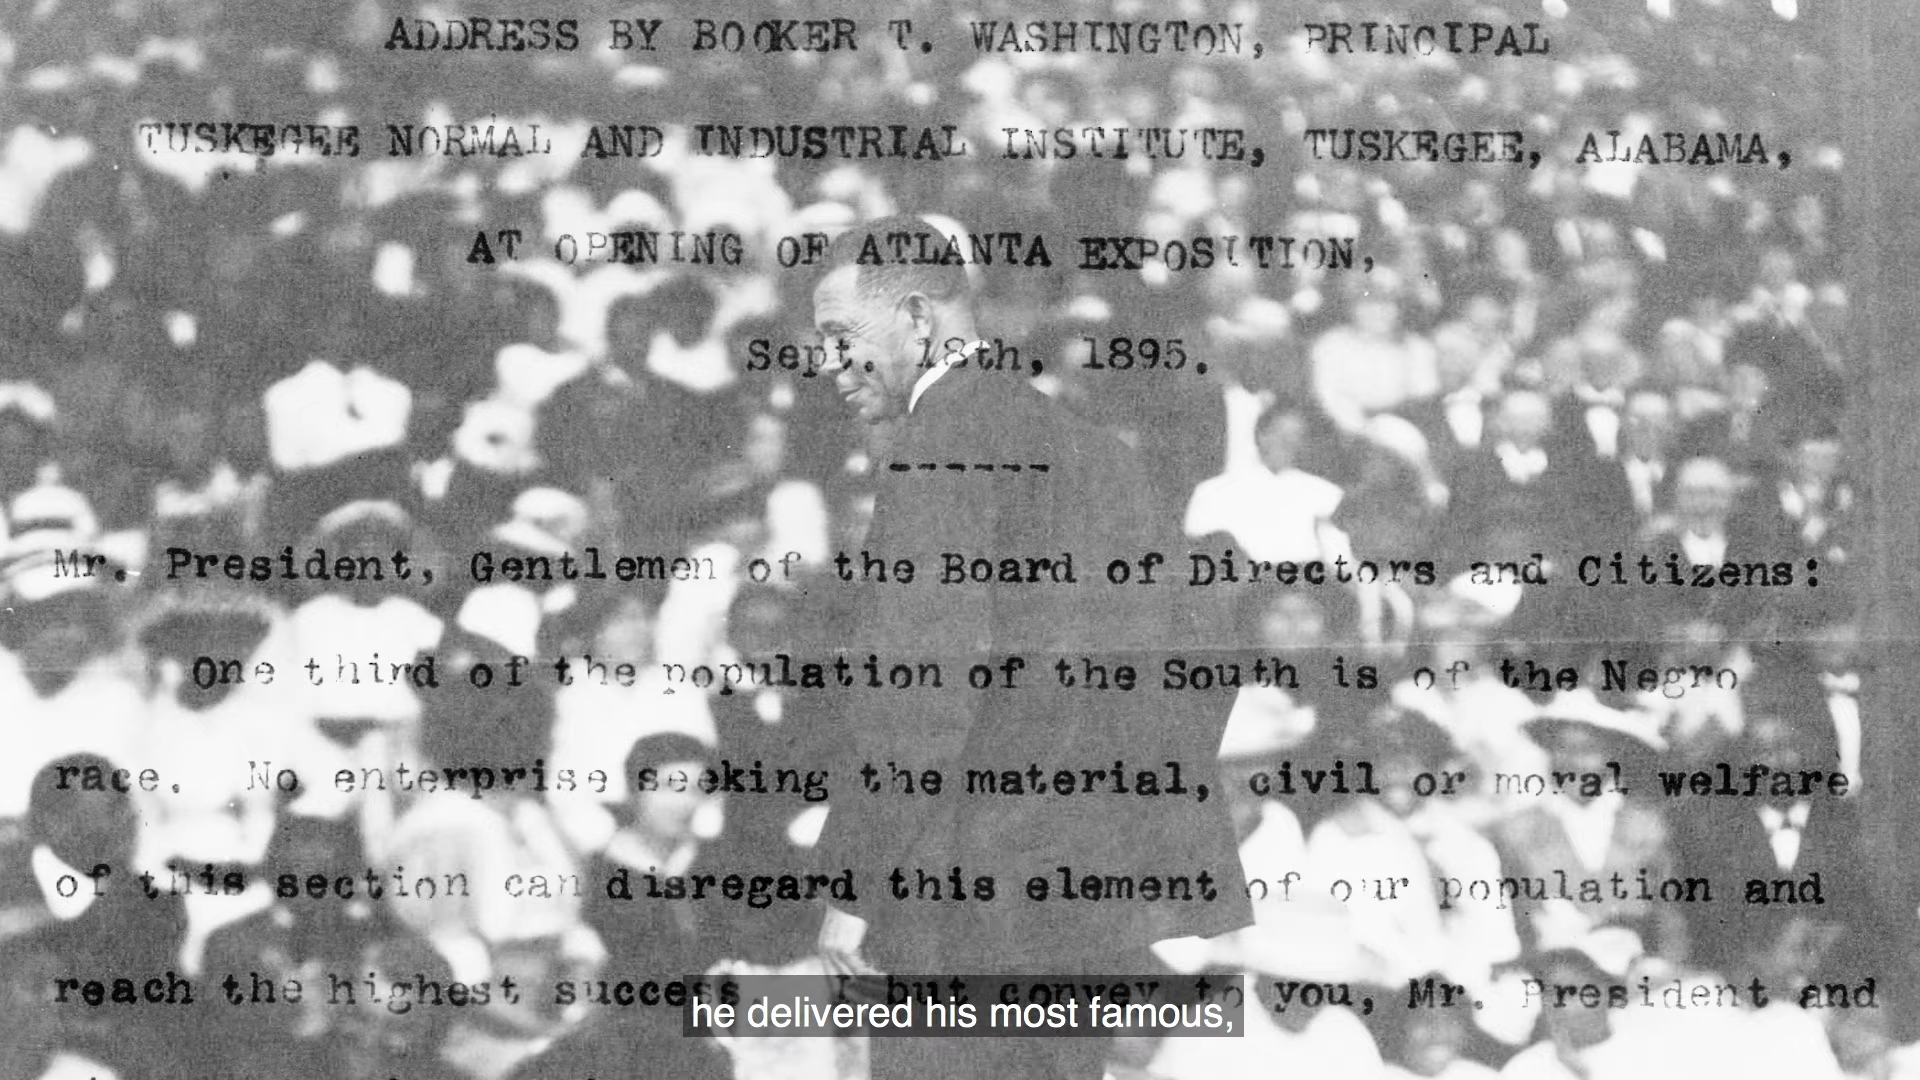 ADDRESS BY BOOKER T. WASHINGTON, PRINCIPAL
TUSKEGEE NORMAL AND INDUSTRIAL INSTITUTE, TUSKEGEE, ALABAMA,
AT OPENING OF ATLANTA EXPOSITION,
Sept. 18th, 1895.
------
Mr. President, Gentlemen of the Board of Directors and Citizens:
One third of the population of the South is of the Negro
race. No enterprise seeking the material, civil or moral welfare
of this section can disregard this element of our population and
reach the highest success. I but convey to you, Mr. President and
he delivered his most famous,